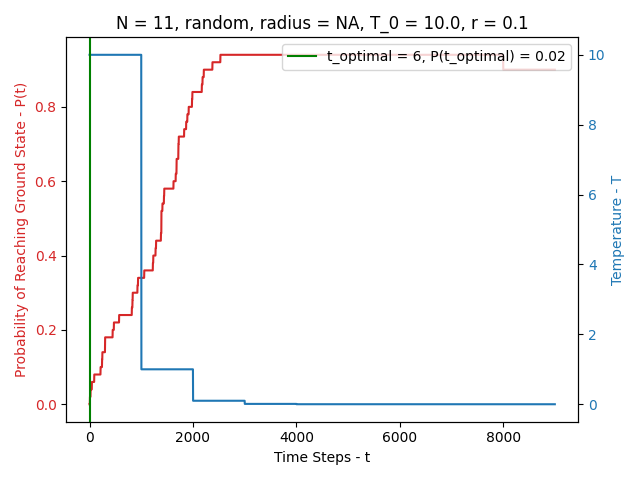 N = 11, random, radius = NA, T_0 = 10.0, r = 0.1
t_optimal = 6, P(t_optimal) = 0.02
Probability of Reaching Ground State - P(t)
0.8
0.6
0.4
0.2
0.0
10
8
6
4
2
0
Temperature - T
0 2000 4000 6000 8000
Time Steps - t